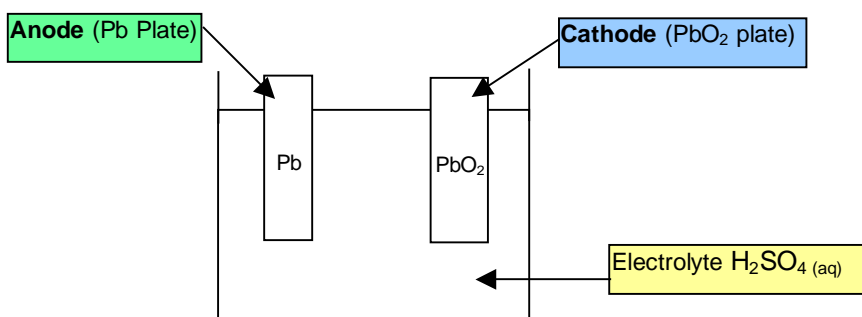 Anode (Pb Plate)
Cathode (PbO₂ plate)
Pb
PbO₂
Electrolyte H₂SO₄ (aq)